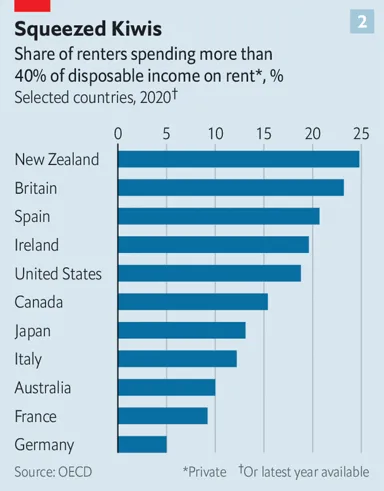 2
Squeezed Kiwis
Share of renters spending more than
40% of disposable income on rent*, %
Selected countries, 2020†
0 5 10 15 20 25
New Zealand
Britain
Spain
Ireland
United States
Canada
Japan
Italy
Australia
France
Germany
Source: OECD *Private †Or latest year available